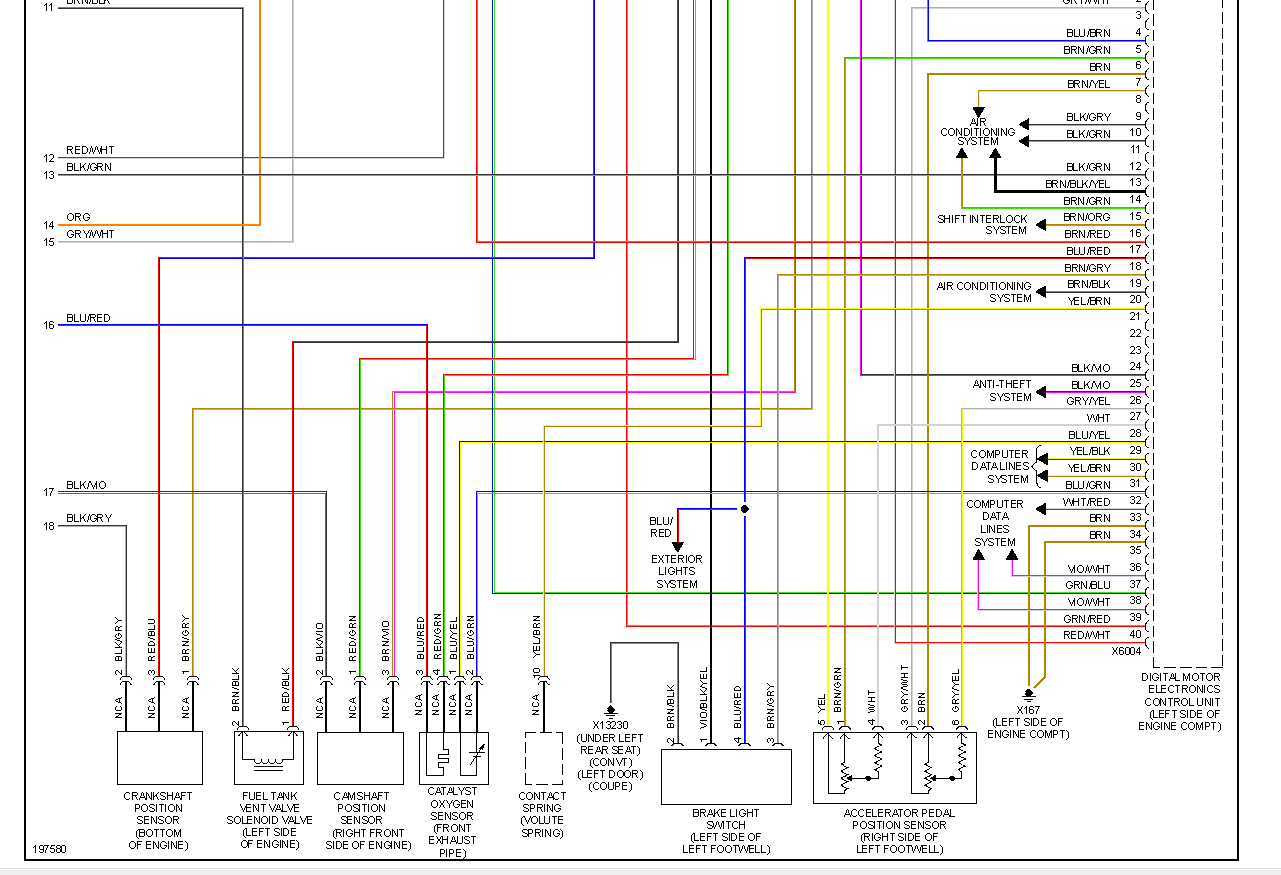 11 BRN/BLK
12 RED/WHT
13 BLK/GRN
14 ORG
15 GRY/WHT
16 BLU/RED
17 BLK/VIO
18 BLK/GRY
GRY/WHT 2
3
BLU/BRN 4
BRN/GRN 5
BRN 6
BRN/YEL 7
8
BLK/GRY 9
BLK/GRN 10
11
BLK/GRN 12
BRN/BLK/YEL 13
BRN/GRN 14
BRN/ORG 15
BRN/RED 16
BLU/RED 17
BRN/GRY 18
BRN/BLK 19
YEL/BRN 20
21
22
23
BLK/VIO 24
BLK/VIO 25
GRY/YEL 26
WHT 27
BLU/YEL 28
YEL/BLK 29
YEL/BRN 30
BLU/GRN 31
WHT/RED 32
BRN 33
BRN 34
35
VIO/WHT 36
GRN/BLU 37
VIO/WHT 38
GRN/RED 39
RED/WHT 40
X6004
AIR
CONDITIONING
SYSTEM
SHIFT INTERLOCK
SYSTEM
AIR CONDITIONING
SYSTEM
ANTI-THEFT
SYSTEM
COMPUTER
DATA LINES
SYSTEM
COMPUTER
DATA
LINES
SYSTEM
BLU/
RED
EXTERIOR
LIGHTS
SYSTEM
DIGITAL MOTOR
ELECTRONICS
CONTROL UNIT
(LEFT SIDE OF
ENGINE COMPT)
X167
(LEFT SIDE OF
ENGINE COMPT)
X13230
(UNDER LEFT
REAR SEAT)
(CONVT)
(LEFT DOOR)
(COUPE)
2 BLK/GRY
3 RED/BLU
1 BRN/GRY
NCA
NCA
NCA
2 BRN/BLK
1 RED/BLK
2 BLK/VIO
1 RED/GRN
3 BRN/VIO
NCA
NCA
NCA
3 BLU/RED
4 RED/GRN
1 BLU/YEL
2 BLU/GRN
NCA
NCA
NCA
NCA
10 YEL/BRN
NCA
2 BRN/BLK
1 VIO/BLK/YEL
4 BLU/RED
3 BRN/GRY
5 YEL
1 BRN/GRN
4 WHT
3 GRY/WHT
2 BRN
6 GRY/YEL
CRANKSHAFT
POSITION
SENSOR
(BOTTOM
OF ENGINE)
FUEL TANK
VENT VALVE
SOLENOID VALVE
(LEFT SIDE
OF ENGINE)
CAMSHAFT
POSITION
SENSOR
(RIGHT FRONT
SIDE OF ENGINE)
CATALYST
OXYGEN
SENSOR
(FRONT
EXHAUST
PIPE)
CONTACT
SPRING
(VOLUTE
SPRING)
BRAKE LIGHT
SWITCH
(LEFT SIDE OF
LEFT FOOTWELL)
ACCELERATOR PEDAL
POSITION SENSOR
(RIGHT SIDE OF
LEFT FOOTWELL)
197580